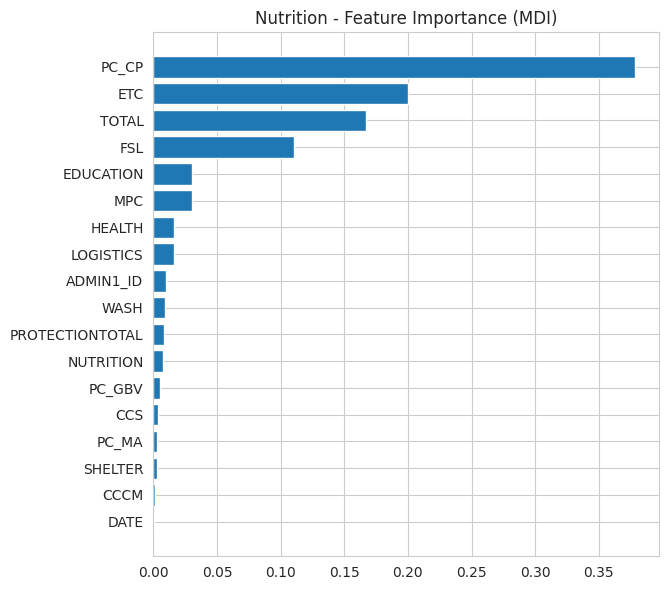 Nutrition - Feature Importance (MDI)
PC_CP
ETC
TOTAL
FSL
EDUCATION
MPC
HEALTH
LOGISTICS
ADMIN1_ID
WASH
PROTECTIONTOTAL
NUTRITION
PC_GBV
CCS
PC_MA
SHELTER
CCCM
DATE
0.00 0.05 0.10 0.15 0.20 0.25 0.30 0.35